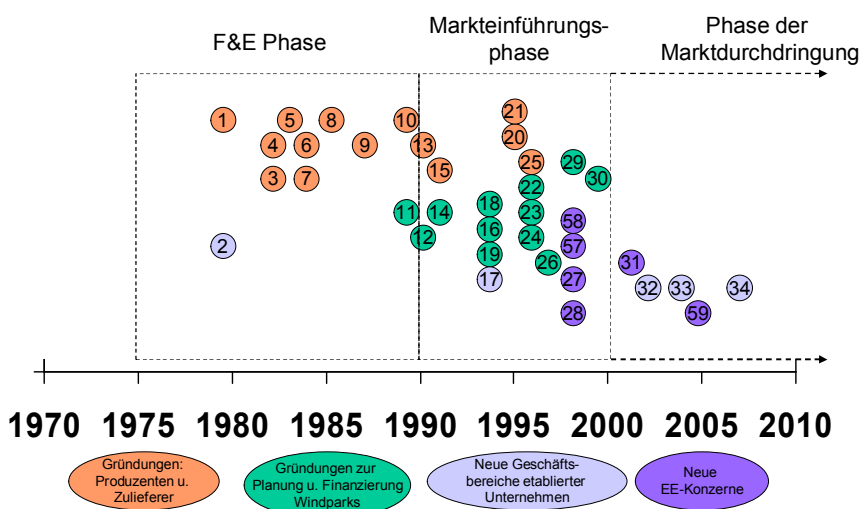 F&E Phase
Markteinführungs-
phase
Phase der
Marktdurchdringung
1
5
8
10
21
4
6
9
13
20
3
7
15
25
29
22
30
11
14
18
23
58
2
12
16
24
57
19
26
31
17
27
32
33
34
28
59
1970 1975 1980 1985 1990 1995 2000 2005 2010
Gründungen:
Produzenten u.
Zulieferer
Gründungen zur
Planung u. Finanzierung
Windparks
Neue Geschäfts-
bereiche etablierter
Unternehmen
Neue
EE-Konzerne